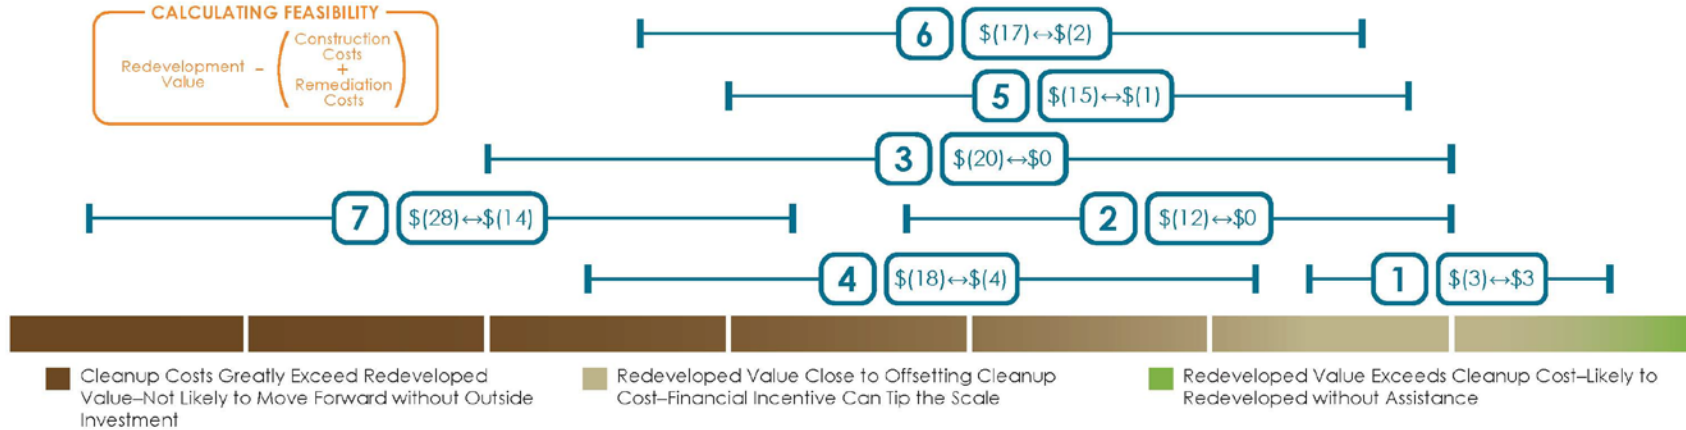 CALCULATING FEASIBILITY
Redevelopment
Value
-
(
Construction
Costs
+
Remediation
Costs
)
6 $(17)↔$(2)
5 $(15)↔$(1)
3 $(20)↔$0
7 $(28)↔$(14)
2 $(12)↔$0
4 $(18)↔$(4)
1 $(3)↔$3
Cleanup Costs Greatly Exceed Redeveloped
Value–Not Likely to Move Forward without Outside
Investment
Redeveloped Value Close to Offsetting Cleanup
Cost–Financial Incentive Can Tip the Scale
Redeveloped Value Exceeds Cleanup Cost–Likely to
Redeveloped without Assistance